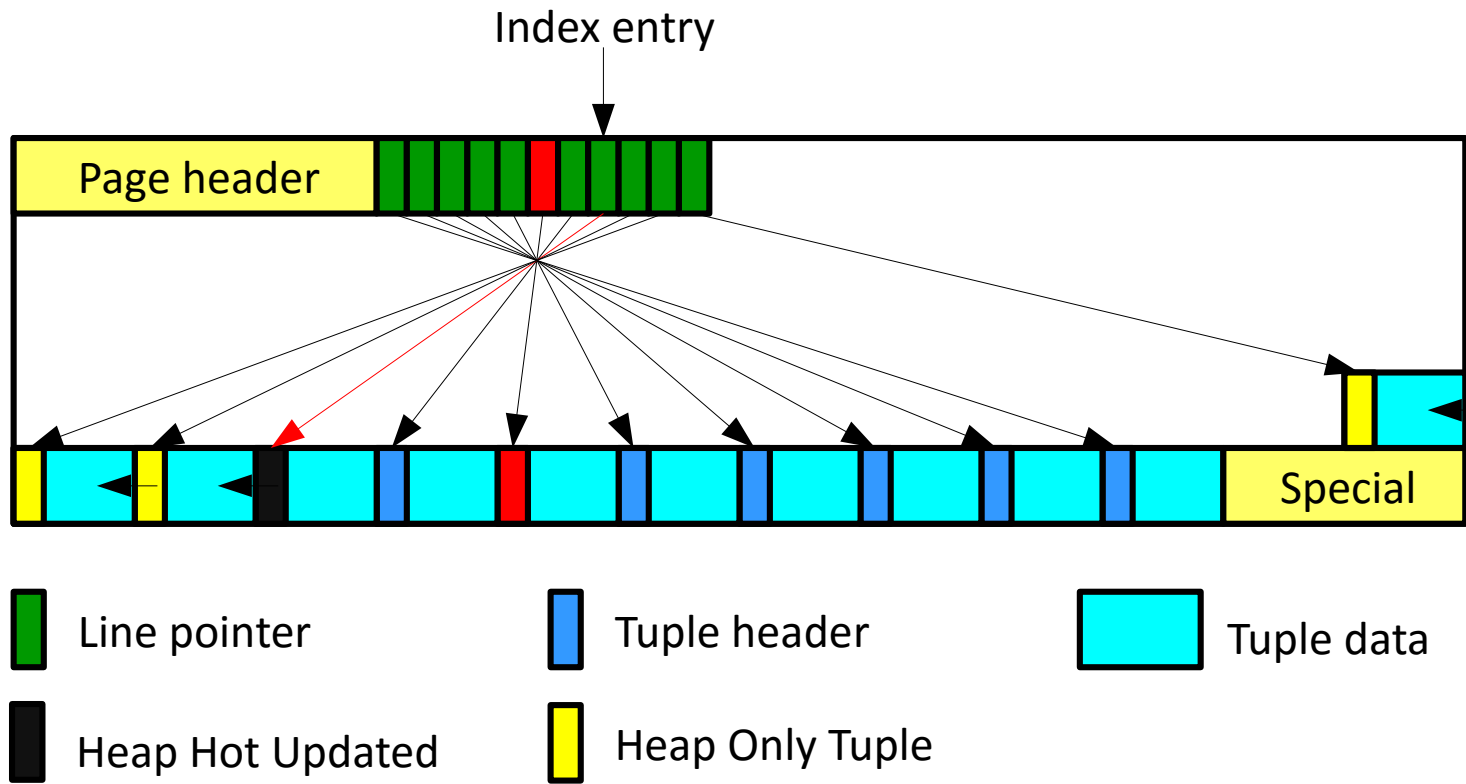 Index entry
Page header
Special
Line pointer
Tuple header
Tuple data
Heap Hot Updated
Heap Only Tuple